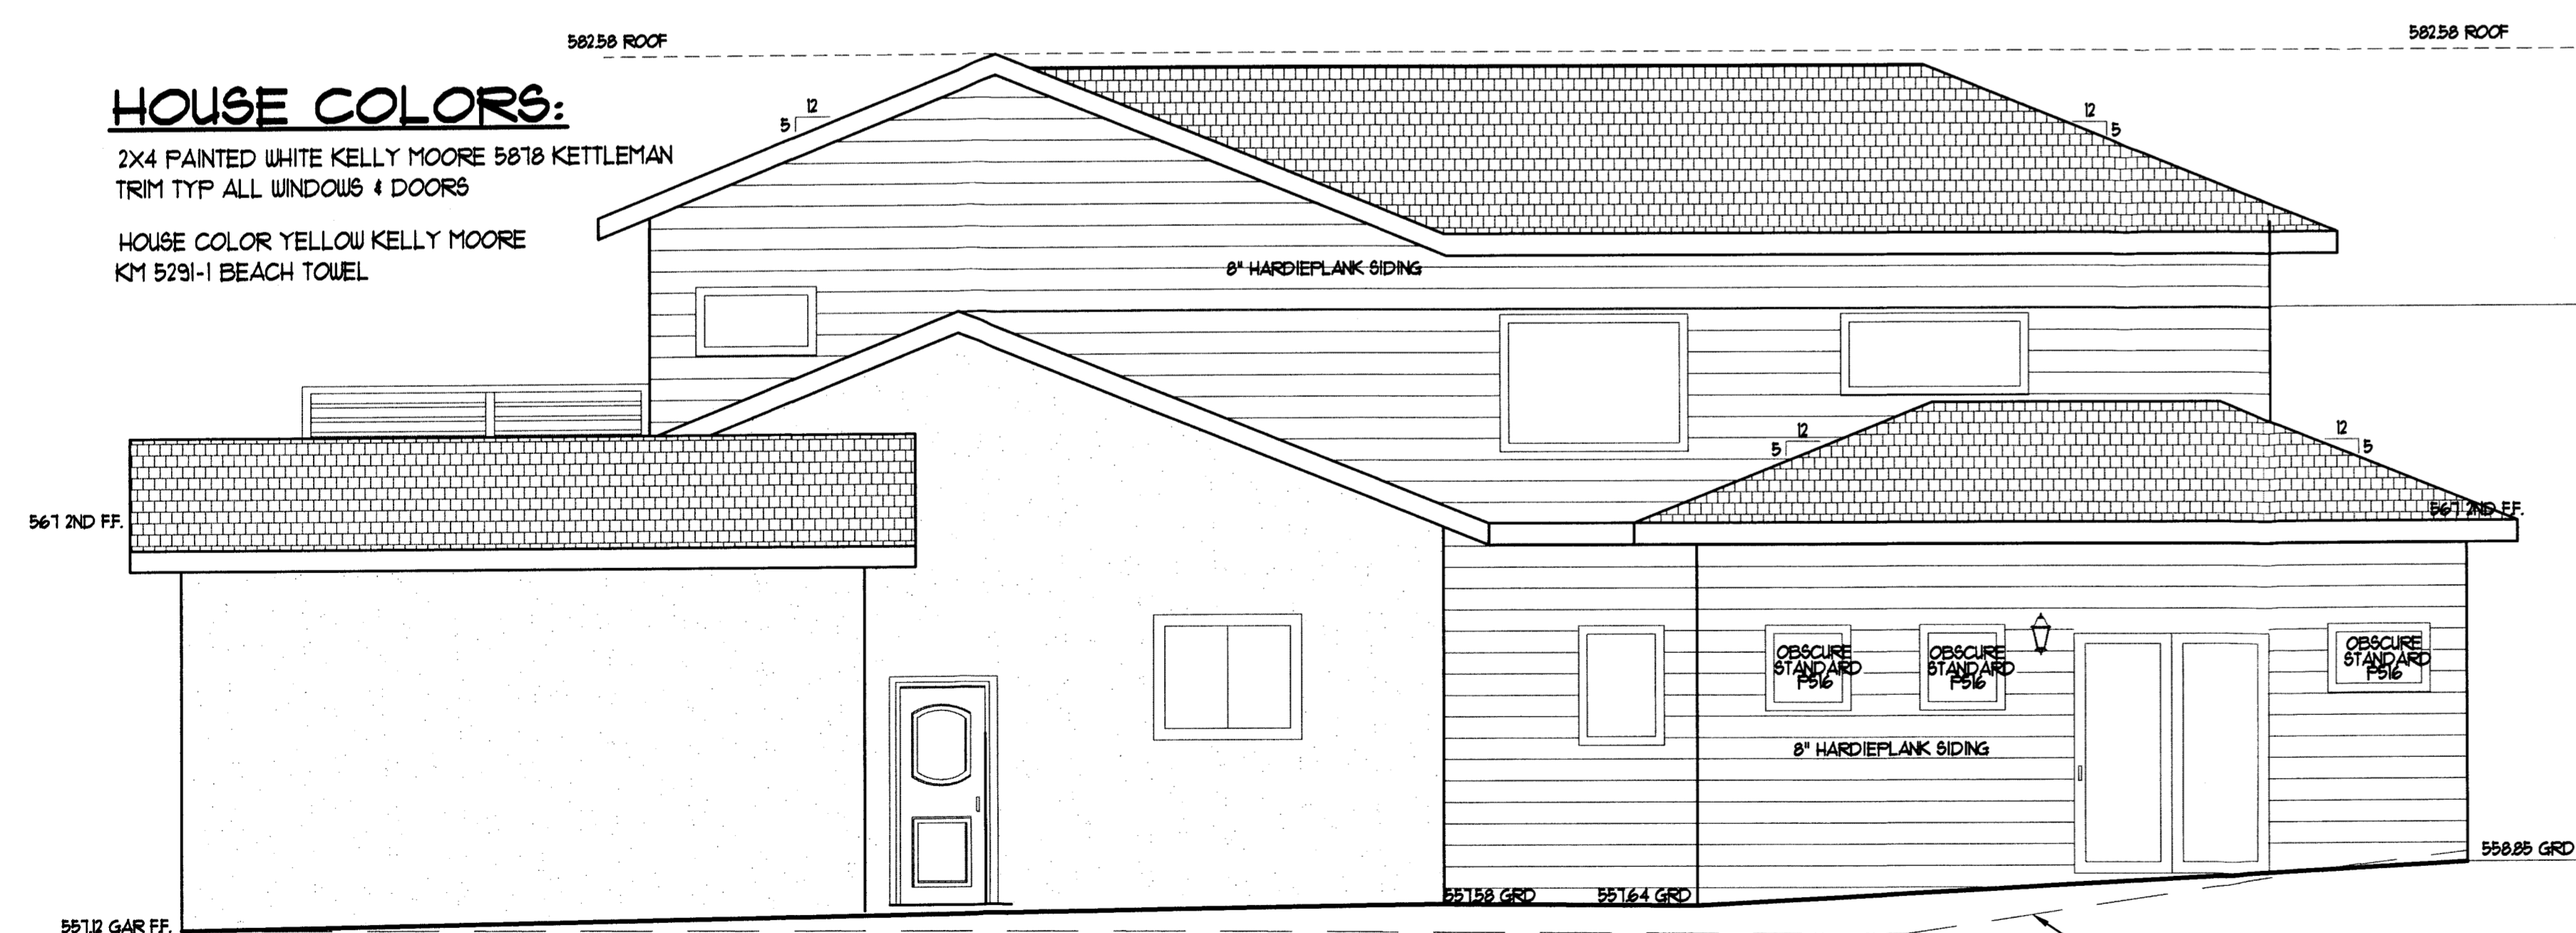 582.58 ROOF
582.58 ROOF
HOUSE COLORS:
2X4 PAINTED WHITE KELLY MOORE 5878 KETTLEMAN
TRIM TYP ALL WINDOWS & DOORS
HOUSE COLOR YELLOW KELLY MOORE
KM 5291-1 BEACH TOWEL
12
5
12
5
8" HARDIEPLANK SIDING
12
5
12
5
567 2ND F.F.
567 2ND F.F.
OBSCURE
STANDARD
P516
OBSCURE
STANDARD
P516
OBSCURE
STANDARD
P516
8" HARDIEPLANK SIDING
558.85 GRD
557.58 GRD
557.64 GRD
557.12 GAR F.F.